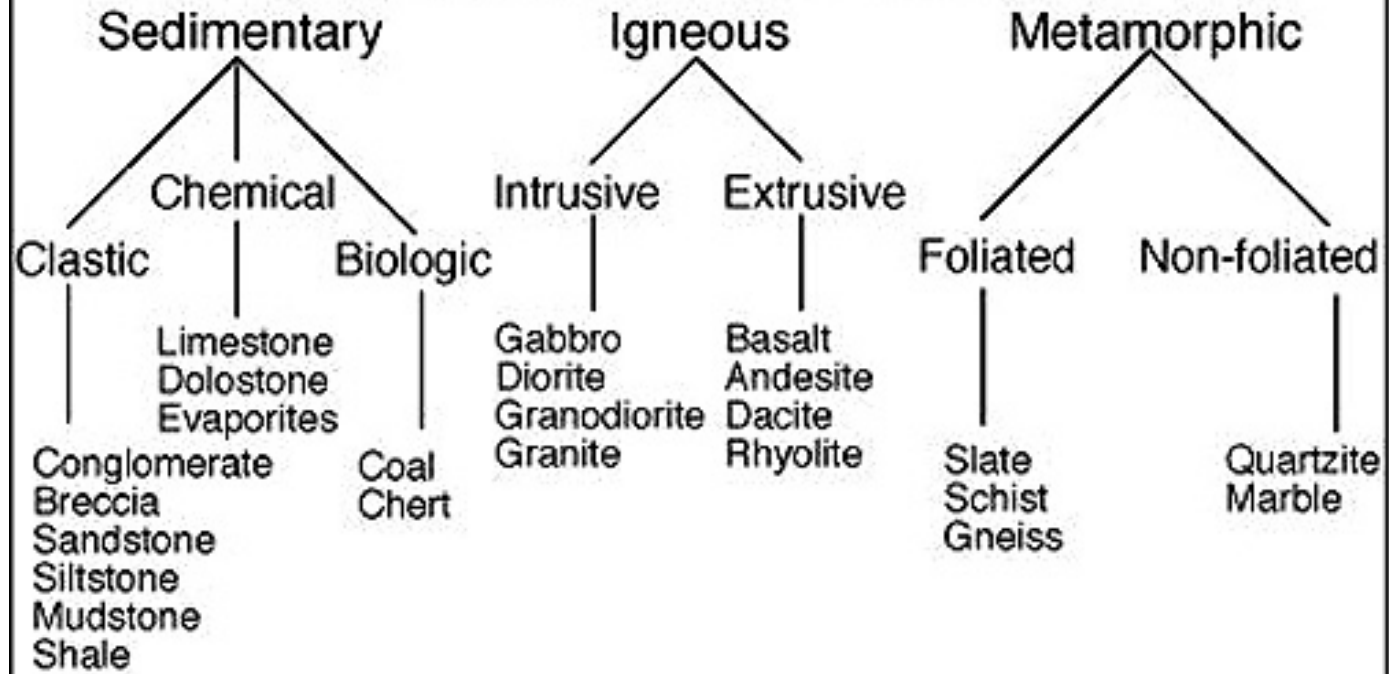 Sedimentary
Igneous
Metamorphic
Clastic
Chemical
Biologic
Intrusive
Extrusive
Foliated
Non-foliated
Conglomerate
Breccia
Sandstone
Siltstone
Mudstone
Shale
Limestone
Dolostone
Evaporites
Coal
Chert
Gabbro
Diorite
Granodiorite
Granite
Basalt
Andesite
Dacite
Rhyolite
Slate
Schist
Gneiss
Quartzite
Marble